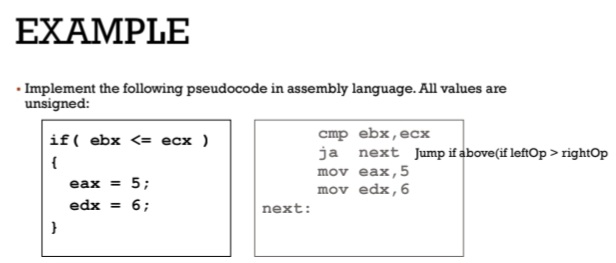 EXAMPLE
• Implement the following pseudocode in assembly language. All values are
unsigned:
if( ebx <= ecx )
{
eax = 5;
edx = 6;
}
cmp ebx,ecx
ja next Jump if above(if leftOp > rightOp
mov eax,5
mov edx,6
next: